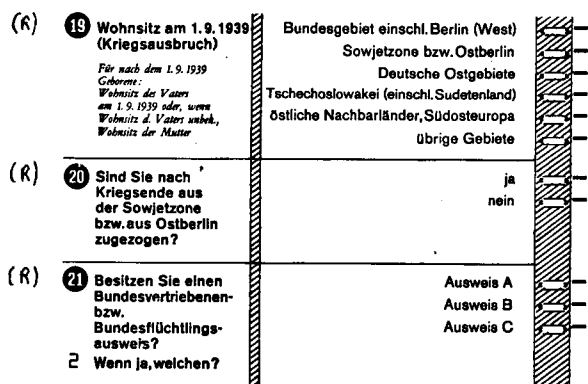 (R) 19 Wohnsitz am 1.9.1939 Bundesgebiet einschl. Berlin (West)
(Kriegsausbruch) Sowjetzone bzw. Ostberlin
Für nach dem 1.9.1939 Deutsche Ostgebiete
Geborene:
Wohnsitz des Vaters Tschechoslowakei (einschl. Sudetenland)
am 1.9.1939 oder, wenn östliche Nachbarländer, Südosteuropa
Wohnsitz d. Vaters unbek.,
Wohnsitz der Mutter übrige Gebiete
(R) 20 Sind Sie nach ja
Kriegsende aus nein
der Sowjetzone
bzw. aus Ostberlin
zugezogen?
(R) 21 Besitzen Sie einen Ausweis A
Bundesvertriebenen- Ausweis B
bzw.
Bundesflüchtlings- Ausweis C
ausweis?
2 Wenn ja, welchen?